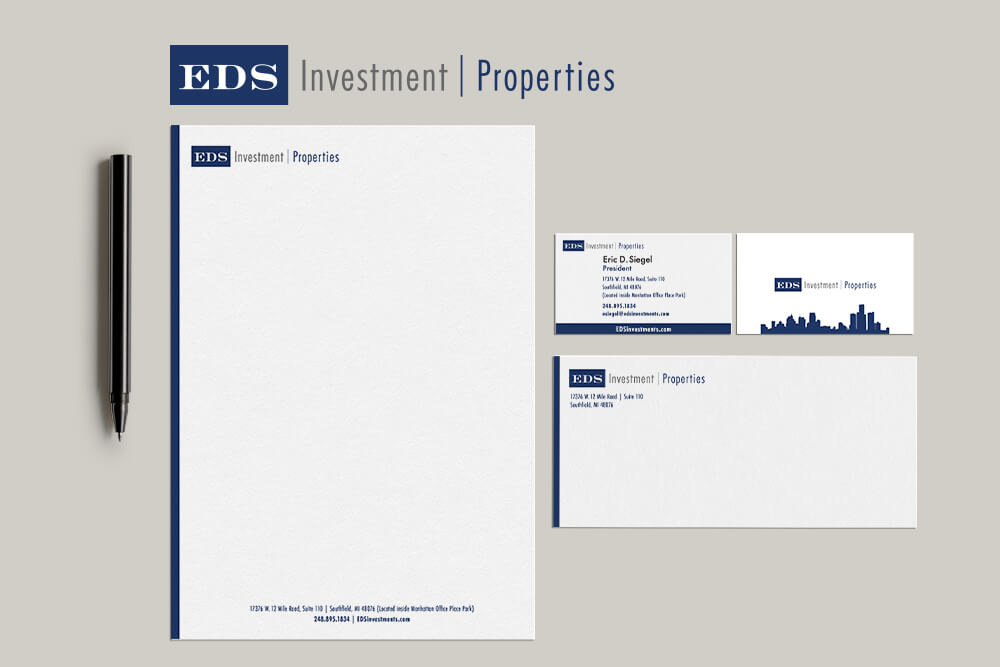 EDS Investment | Properties
EDS Investment | Properties
17376 W. 12 Mile Road, Suite 110 | Southfield, MI 48076 (Located inside Manhattan Office Place Park)
248.895.1834 | EDSinvestments.com
EDS Investment | Properties
Eric D. Siegel
President
17376 W. 12 Mile Road, Suite 110
Southfield, MI 48076
(Located inside Manhattan Office Place Park)
248.895.1834
esiegel@edsinvestments.com
EDSinvestments.com
EDS Investment | Properties
EDS Investment | Properties
17376 W. 12 Mile Road | Suite 110
Southfield, MI 48076